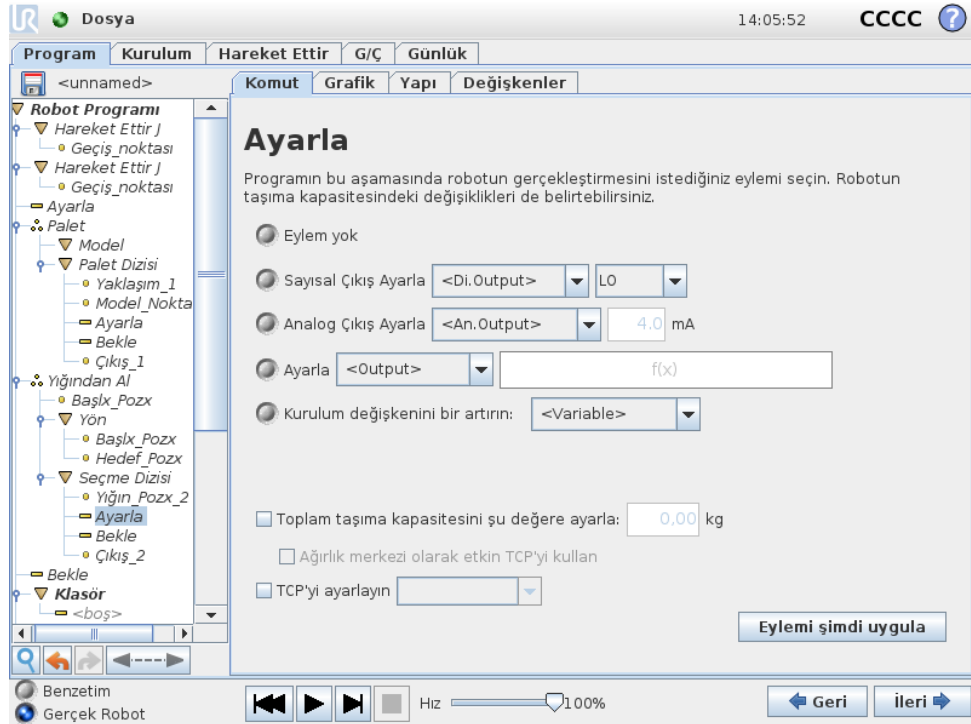 UR Dosya 14:05:52 CCCC ?
Program Kurulum Hareket Ettir G/Ç Günlük
<unnamed>
Komut Grafik Yapı Değişkenler
Robot Programı
Hareket Ettir J
Geçiş_noktası
Hareket Ettir J
Geçiş_noktası
Ayarla
Palet
Model
Palet Dizisi
Yaklaşım_1
Model_Nokta
Ayarla
Bekle
Çıkış_1
Yığından Al
Başlx_Pozx
Yön
Başlx_Pozx
Hedef_Pozx
Seçme Dizisi
Yığın_Pozx_2
Ayarla
Bekle
Çıkış_2
Bekle
Klasör
<boş>
Ayarla
Programın bu aşamasında robotun gerçekleştirmesini istediğiniz eylemi seçin. Robotun
taşıma kapasitesindeki değişiklikleri de belirtebilirsiniz.
Eylem yok
Sayısal Çıkış Ayarla <Di.Output> LO
Analog Çıkış Ayarla <An.Output> 4.0 mA
Ayarla <Output> f(x)
Kurulum değişkenini bir artırın: <Variable>
Toplam taşıma kapasitesini şu değere ayarla: 0,00 kg
Ağırlık merkezi olarak etkin TCP'yi kullan
TCP'yi ayarlayın
Eylemi şimdi uygula
Benzetim
Gerçek Robot
Hız 100%
Geri İleri